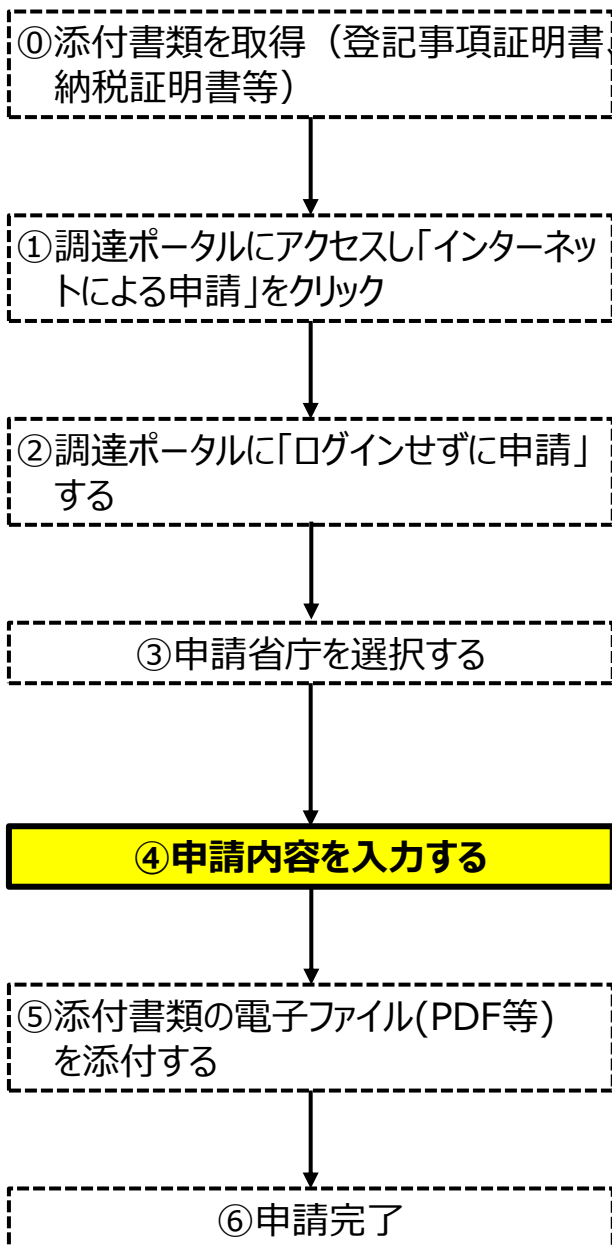 ⓪添付書類を取得（登記事項証明書、
納税証明書等）
①調達ポータルにアクセスし「インターネッ
トによる申請」をクリック
②調達ポータルに「ログインせずに申請」
する
③申請省庁を選択する
④申請内容を入力する
⑤添付書類の電子ファイル(PDF等)
を添付する
⑥申請完了